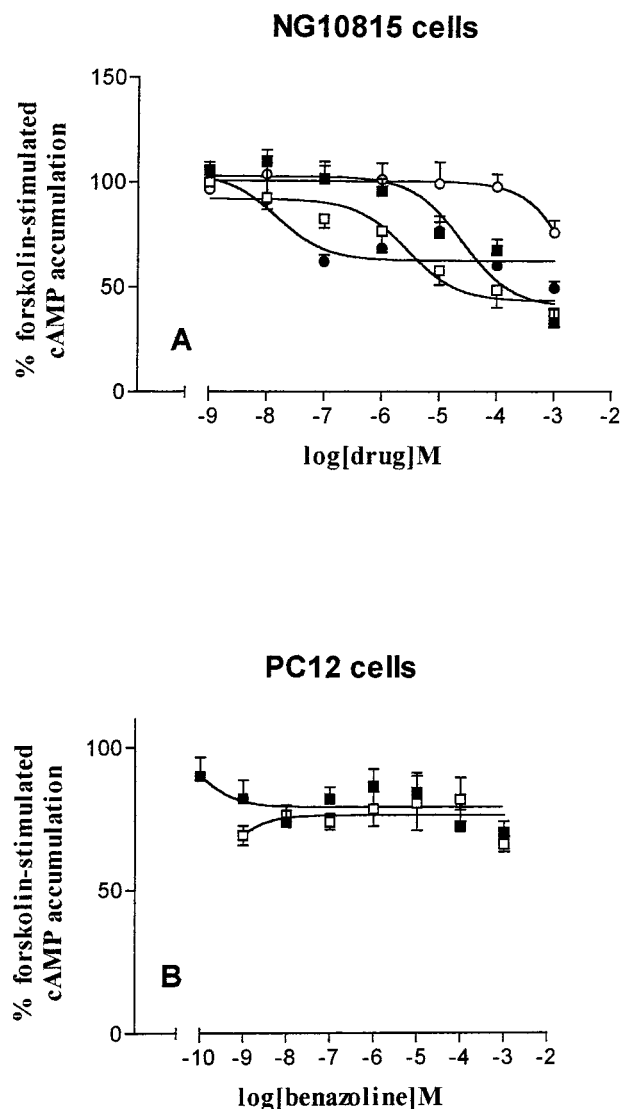 NG10815 cells
% forskolin-stimulated
cAMP accumulation
150
100
50
0
A
-9 -8 -7 -6 -5 -4 -3 -2
log[drug]M
PC12 cells
% forskolin-stimulated
cAMP accumulation
100
50
0
B
-10 -9 -8 -7 -6 -5 -4 -3 -2
log[benazoline]M